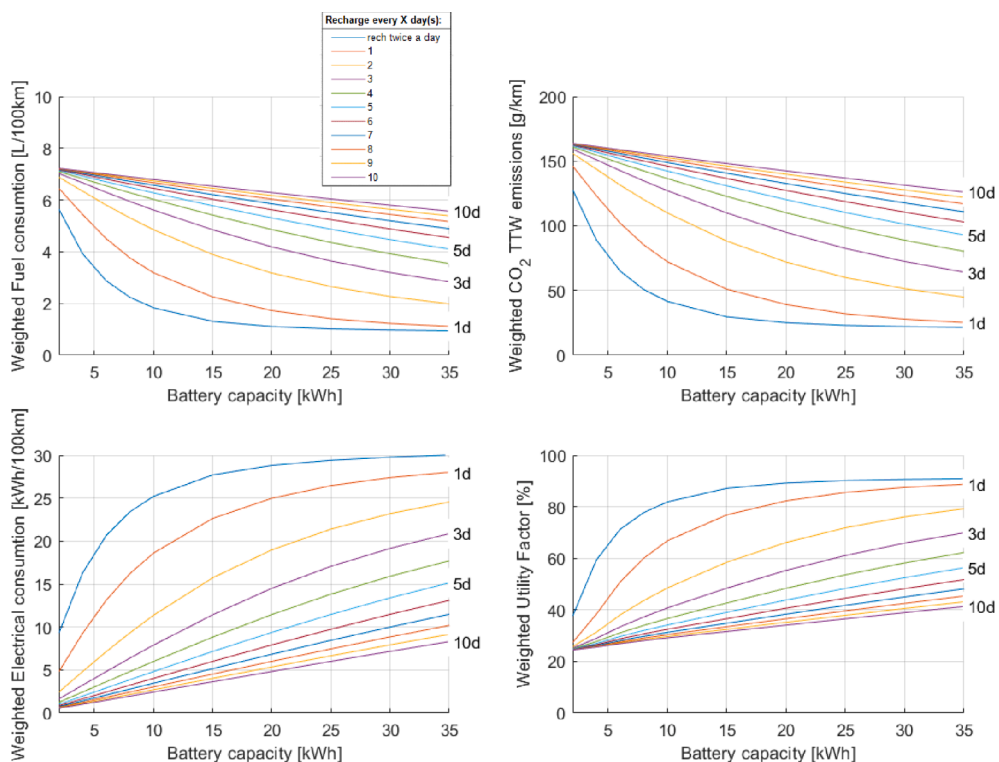 Recharge every X day(s):
rech twice a day
1
2
3
4
5
6
7
8
9
10
Weighted Fuel consumtion [L/100km]
10
8
6
4
2
0
5 10 15 20 25 30 35
Battery capacity [kWh]
10d
5d
3d
1d
Weighted CO2 TTW emissions [g/km]
200
150
100
50
0
5 10 15 20 25 30 35
Battery capacity [kWh]
10d
5d
3d
1d
Weighted Electrical consumtion [kWh/100km]
30
25
20
15
10
5
0
5 10 15 20 25 30 35
Battery capacity [kWh]
1d
3d
5d
10d
Weighted Utility Factor [%]
100
80
60
40
20
0
5 10 15 20 25 30 35
Battery capacity [kWh]
1d
3d
5d
10d